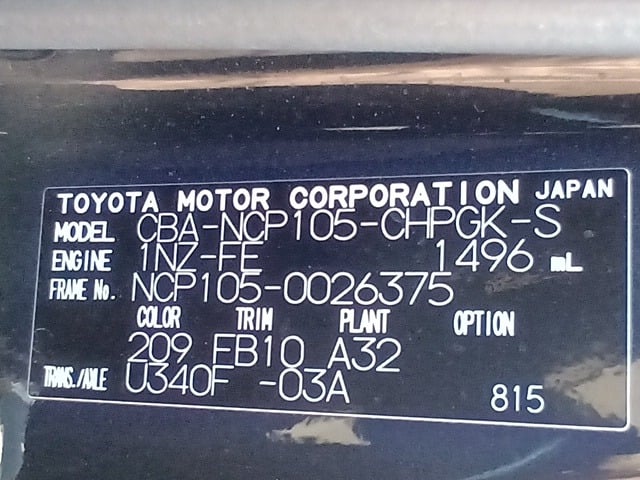 TOYOTA MOTOR CORPORATION JAPAN
MODEL CBA-NCP105-CHPGK-S
ENGINE 1NZ-FE 1496 mL
FRAME No. NCP105-0026375
COLOR TRIM PLANT OPTION
209 FB10 A32
TRANS./AXLE U340F -03A 815